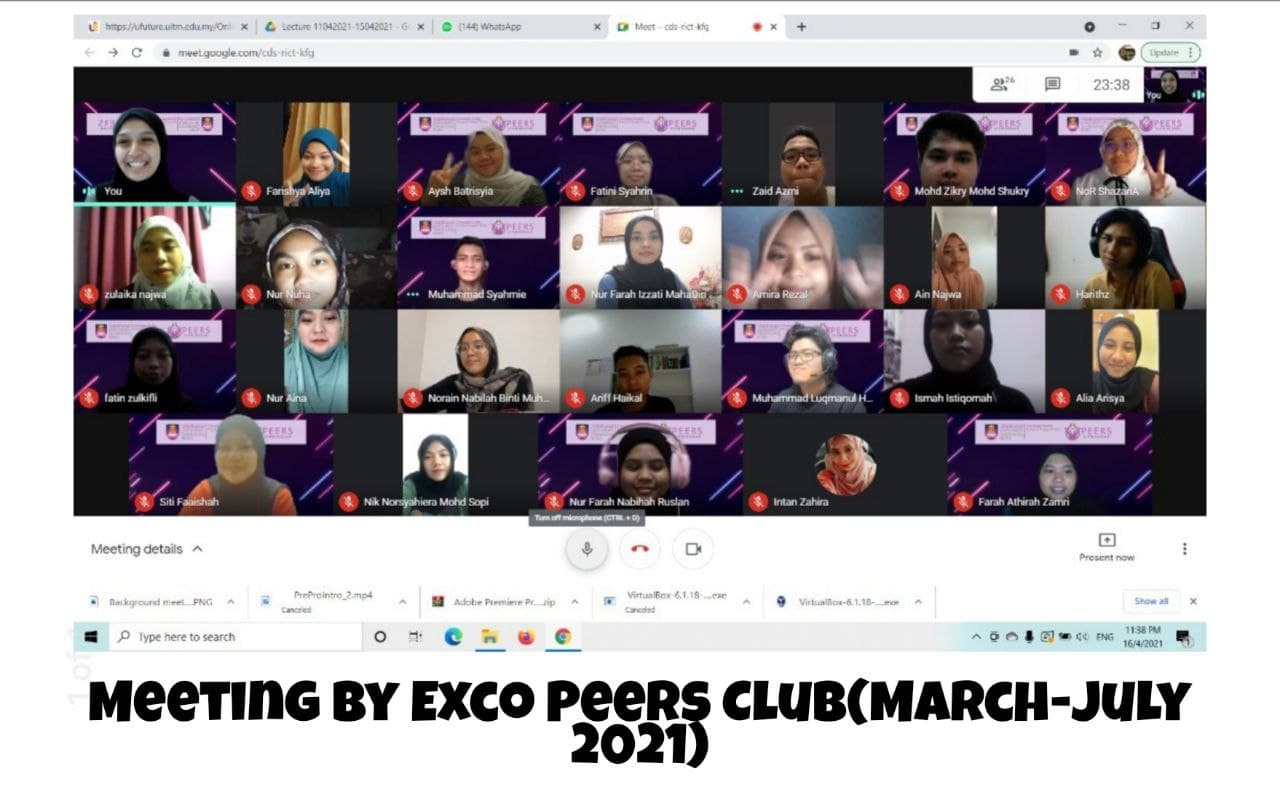 https://ufuture.uitm.edu.my/Onli
Lecture 11042021-15042021 - G
(144) WhatsApp
Meet – cds-rict-kfq
meet.google.com/cds-rict-kfq
Update
26
23:38
You
You
Farishya Aliya
Aysh Batrisyia
Fatini Syahrin
Zaid Azmi
Mohd Zikry Mohd Shukry
NoR ShazanA
zulaika najwa
Nur Nuha
Muhammad Syahmie
Nur Farah Izzati Mahadi
Amira Rezal
Ain Najwa
Harithz
fatin zulkifli
Nur Aina
Norain Nabilah Binti Muh...
Ariff Haikal
Muhammad Luqmanul H...
Ismah Istiqomah
Alia Arisya
PEERS
Siti Faaishah
Nik Norsyahiera Mohd Sopi
Nur Farah Nabihah Ruslan
Intan Zahira
Farah Athirah Zamri
Turn off microphone (CTRL + D)
Meeting details
Present now
Background meet....PNG
PreProIntro_2.mp4
Canceled
Adobe Premiere Pr....zip
VirtualBox-6.1.18-....exe
Canceled
VirtualBox-6.1.18-....exe
Show all
Type here to search
ENG
11:38 PM
16/4/2021
1 of
Meeting by Exco Peers Club(March-July
2021)